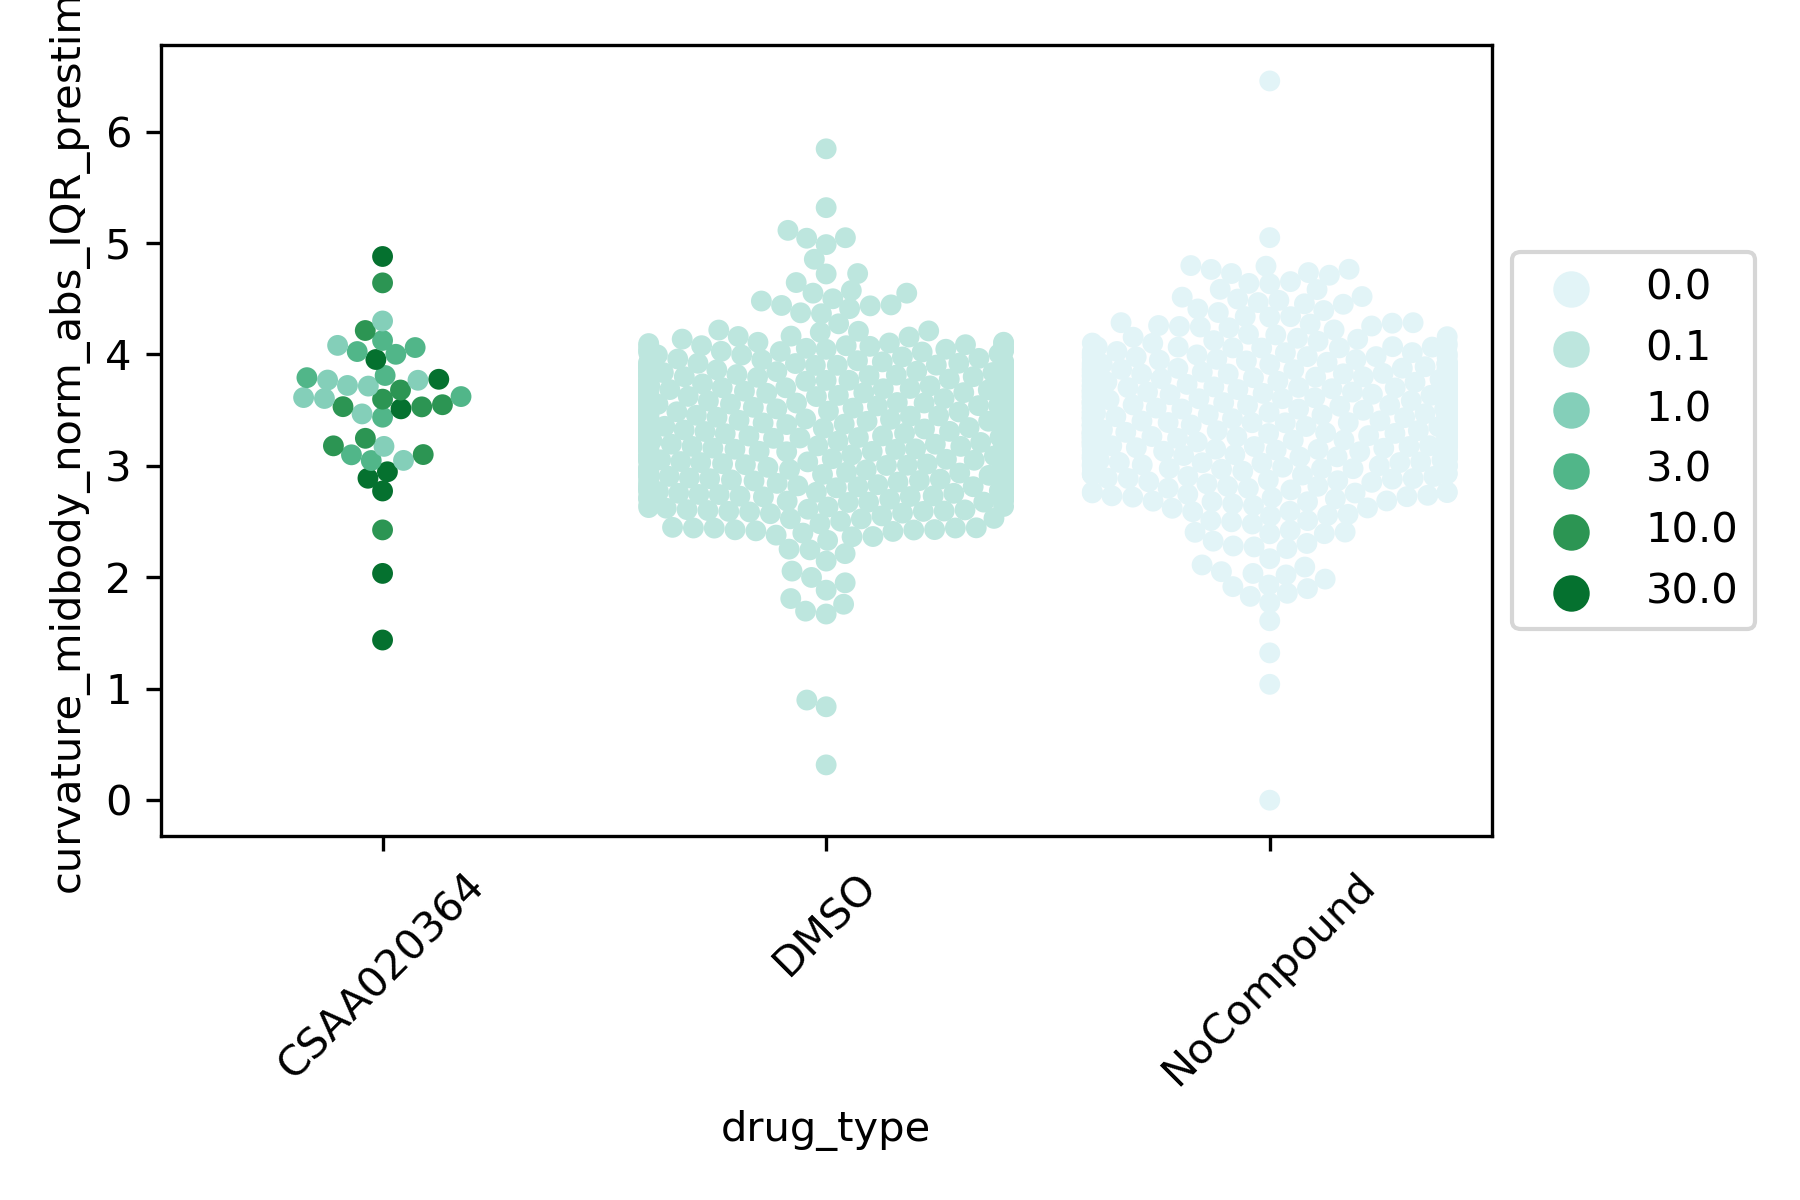 curvature_midbody_norm_abs_IQR_prestim
6
5
4
3
2
1
0
CSAA020364
DMSO
NoCompound
drug_type
0.0
0.1
1.0
3.0
10.0
30.0